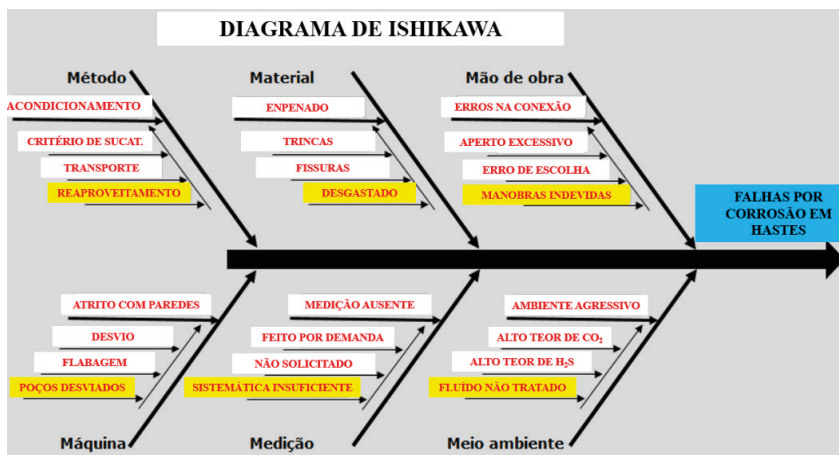 DIAGRAMA DE ISHIKAWA
Método
ACONDICIONAMENTO
CRITÉRIO DE SUCAT.
TRANSPORTE
REAPROVEITAMENTO
Material
ENPENADO
TRINCAS
FISSURAS
DESGASTADO
Mão de obra
ERROS NA CONEXÃO
APERTO EXCESSIVO
ERRO DE ESCOLHA
MANOBRAS INDEVIDAS
FALHAS POR
CORROSÃO EM
HASTES
ATRITO COM PAREDES
DESVIO
FLABAGEM
POÇOS DESVIADOS
Máquina
MEDIÇÃO AUSENTE
FEITO POR DEMANDA
NÃO SOLICITADO
SISTEMÁTICA INSUFICIENTE
Medição
AMBIENTE AGRESSIVO
ALTO TEOR DE CO₂
ALTO TEOR DE H₂S
FLUÍDO NÃO TRATADO
Meio ambiente